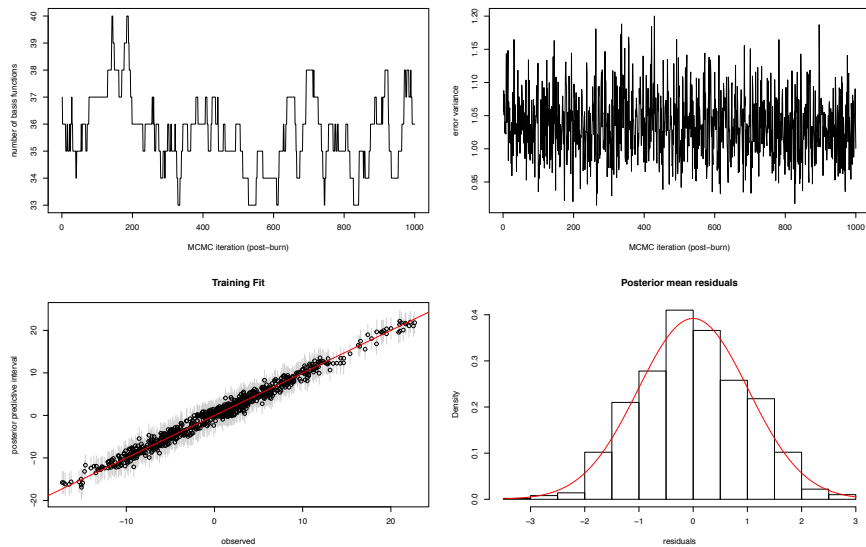 number of basis functions
40
39
38
37
36
35
34
33
0 200 400 600 800 1000
MCMC iteration (post−burn)
error variance
1.20
1.15
1.10
1.05
1.00
0.95
0 200 400 600 800 1000
MCMC iteration (post−burn)
Training Fit
posterior predictive interval
20
10
0
−10
−20
−10 0 10 20
observed
Posterior mean residuals
Density
0.4
0.3
0.2
0.1
0.0
−3 −2 −1 0 1 2 3
residuals